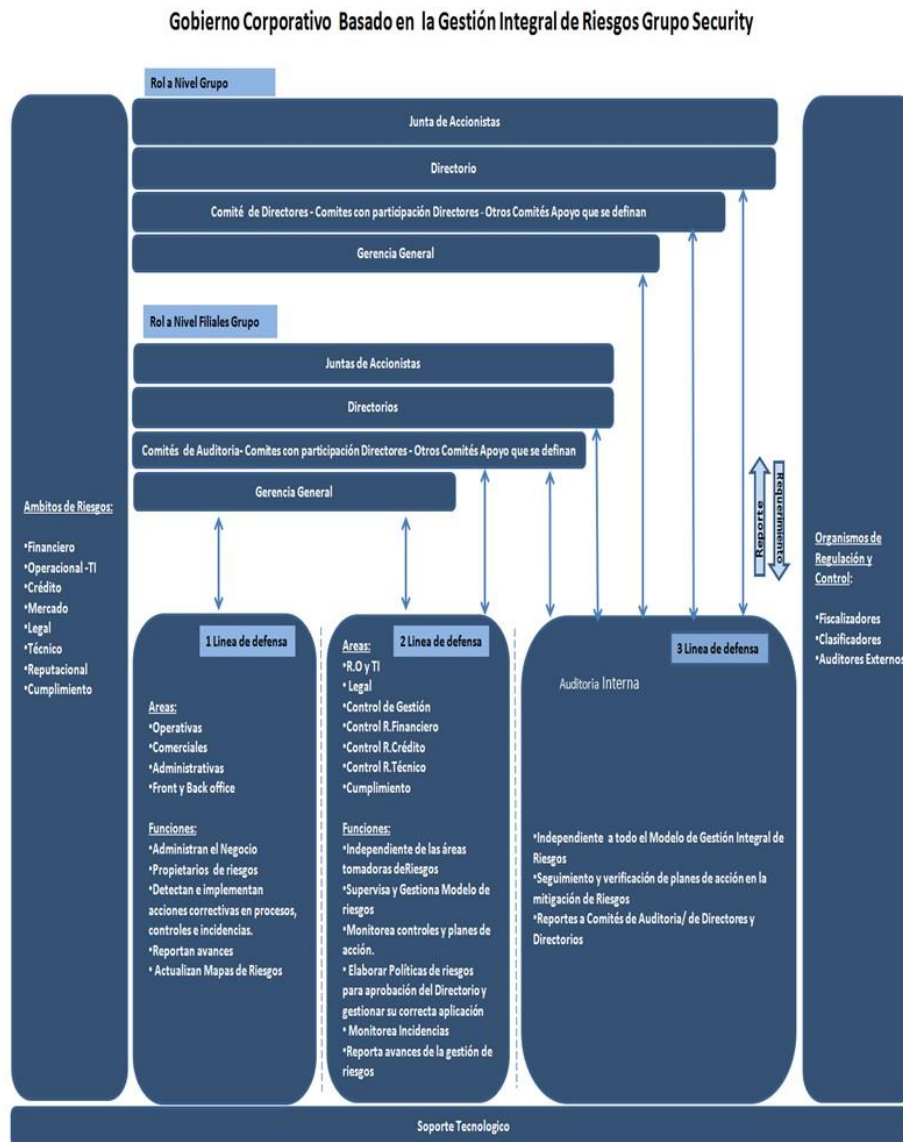 Gobierno Corporativo Basado en la Gestión Integral de Riesgos Grupo Security
Rol a Nivel Grupo
Junta de Accionistas
Directorio
Comité de Directores - Comites con participación Directores - Otros Comités Apoyo que se definan
Gerencia General
Rol a Nivel Filiales Grupo
Juntas de Accionistas
Directorios
Comités de Auditoria- Comites con participación Directores - Otros Comités Apoyo que se definan
Gerencia General
Ambitos de Riesgos:
•Financiero
•Operacional -TI
•Crédito
•Mercado
•Legal
•Técnico
•Reputacional
•Cumplimiento
Reporte
Requerimiento
Organismos de
Regulación y
Control:
•Fiscalizadores
•Clasificadores
•Auditores Externos
1 Linea de defensa
Areas:
•Operativas
•Comerciales
•Administrativas
•Front y Back office
Funciones:
•Administran el Negocio
•Propietarios de riesgos
•Detectan e implementan
acciones correctivas en procesos,
controles e incidencias.
•Reportan avances
• Actualizan Mapas de Riesgos
2 Linea de defensa
Areas:
•R.O y TI
• Legal
•Control de Gestión
•Control R.Financiero
•Control R.Crédito
•Control R.Técnico
•Cumplimiento
Funciones:
•Independiente de las áreas
tomadoras deRiesgos
•Supervisa y Gestiona Modelo de
riesgos
•Monitorea controles y planes de
acción.
• Elaborar Políticas de riesgos
para aprobación del Directorio y
gestionar su correcta aplicación
• Monitorea Incidencias
•Reporta avances de la gestión de
riesgos
3 Linea de defensa
Auditoria Interna
•Independiente a todo el Modelo de Gestión Integral de
Riesgos
•Seguimiento y verificación de planes de acción en la
mitigación de Riesgos
•Reportes a Comités de Auditoria/ de Directores y
Directorios
Soporte Tecnologico